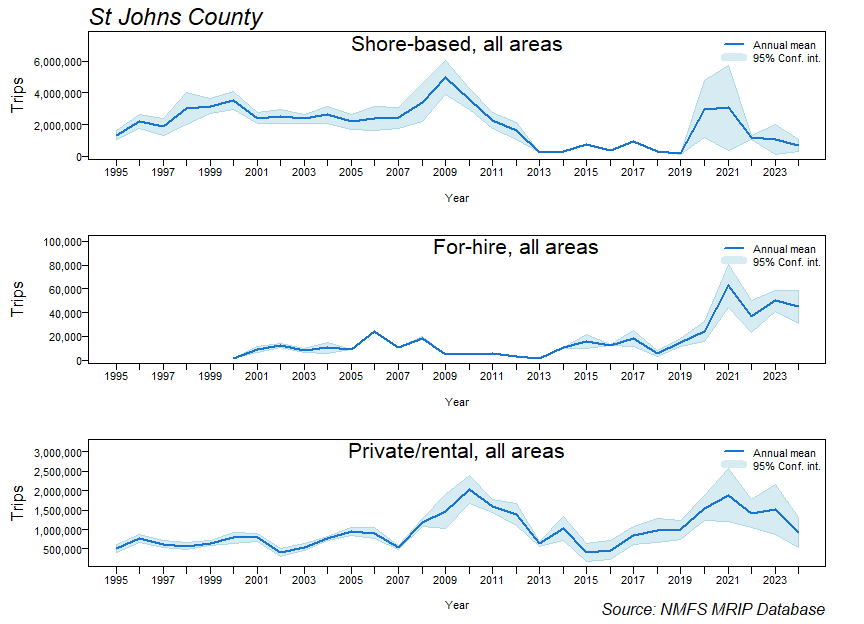 St Johns County
Shore-based, all areas
Annual mean
95% Conf. int.
Trips
6,000,000
4,000,000
2,000,000
0
1995 1997 1999 2001 2003 2005 2007 2009 2011 2013 2015 2017 2019 2021 2023
Year
For-hire, all areas
Annual mean
95% Conf. int.
Trips
100,000
80,000
60,000
40,000
20,000
0
1995 1997 1999 2001 2003 2005 2007 2009 2011 2013 2015 2017 2019 2021 2023
Year
Private/rental, all areas
Annual mean
95% Conf. int.
Trips
3,000,000
2,500,000
2,000,000
1,500,000
1,000,000
500,000
1995 1997 1999 2001 2003 2005 2007 2009 2011 2013 2015 2017 2019 2021 2023
Year
Source: NMFS MRIP Database